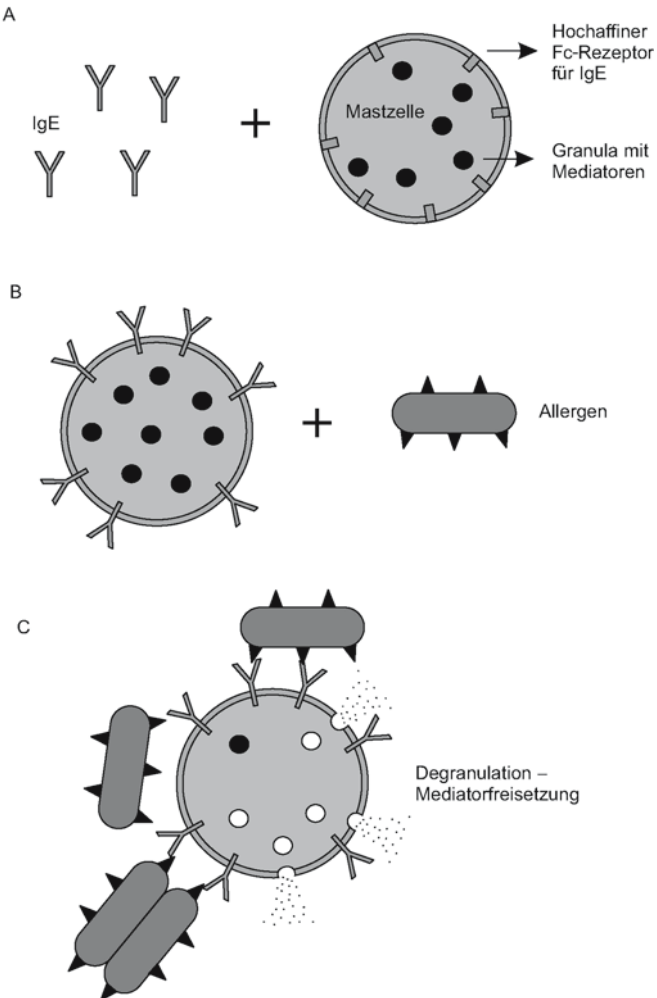 A
Hochaffiner
Fc-Rezeptor
für IgE
IgE
Mastzelle
Granula mit
Mediatoren
B
Allergen
C
Degranulation –
Mediatorfreisetzung